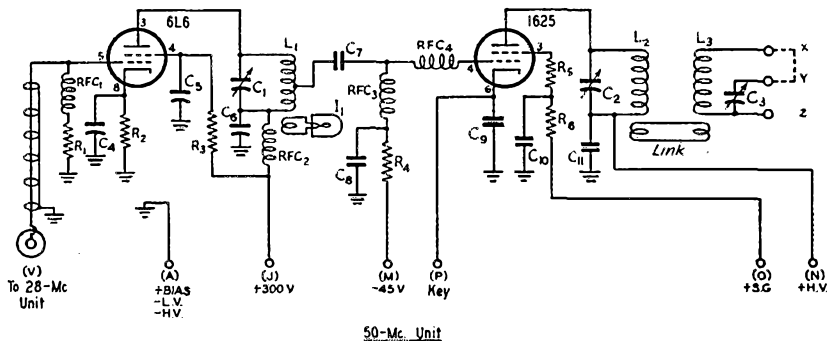 6L6
1625
3
5
4
8
RFC₁
R₁
C₄
R₂
C₅
R₃
C₁
C₆
L₁
RFC₂
I₁
C₇
RFC₃
C₈
R₄
RFC₄
3
4
6
R₅
R₆
C₉
C₁₀
C₂
C₁₁
L₂
L₃
Link
C₃
X
Y
Z
(V)
To 28-Mc
Unit
(A)
+BIAS
-L.V.
-H.V.
(J)
+300 V
(M)
-45 V
(P)
Key
(O)
+S.G
(N)
+H.V.
50-Mc. Unit